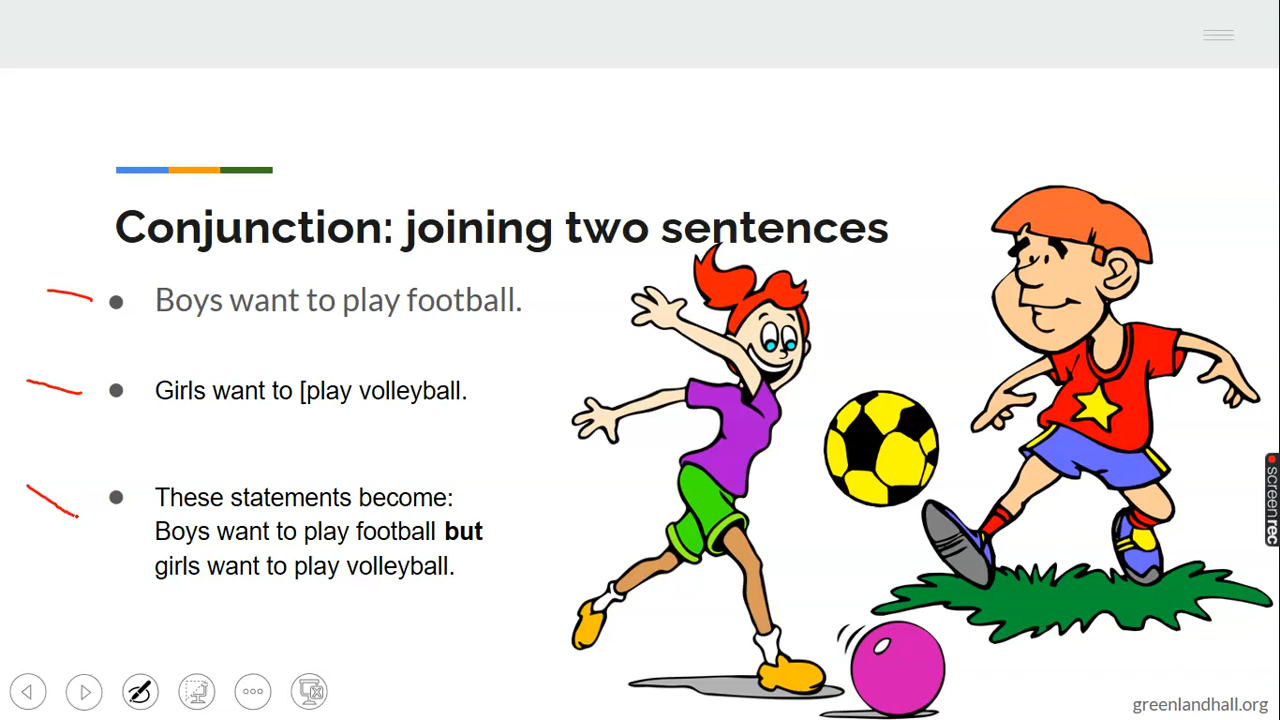 Conjunction: joining two sentences
Boys want to play football.
Girls want to [play volleyball.
These statements become:
Boys want to play football but
girls want to play volleyball.
screenrec
greenlandhall.org